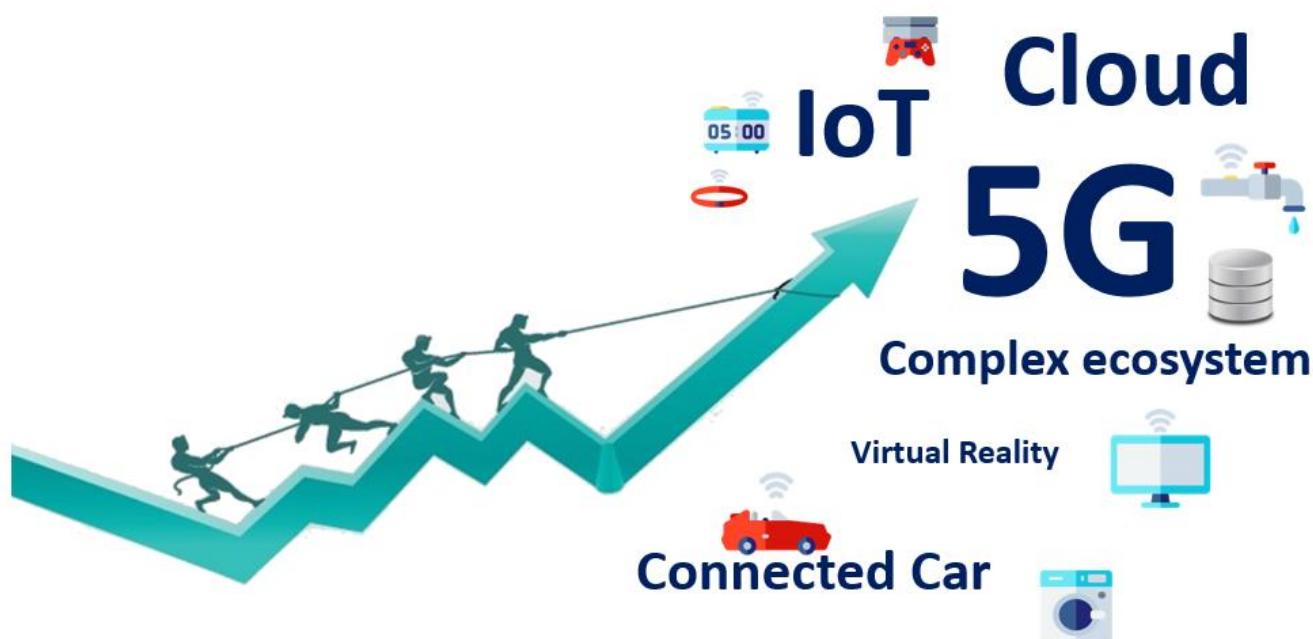 Cloud
IoT
05:00
5G
Complex ecosystem
Virtual Reality
Connected Car